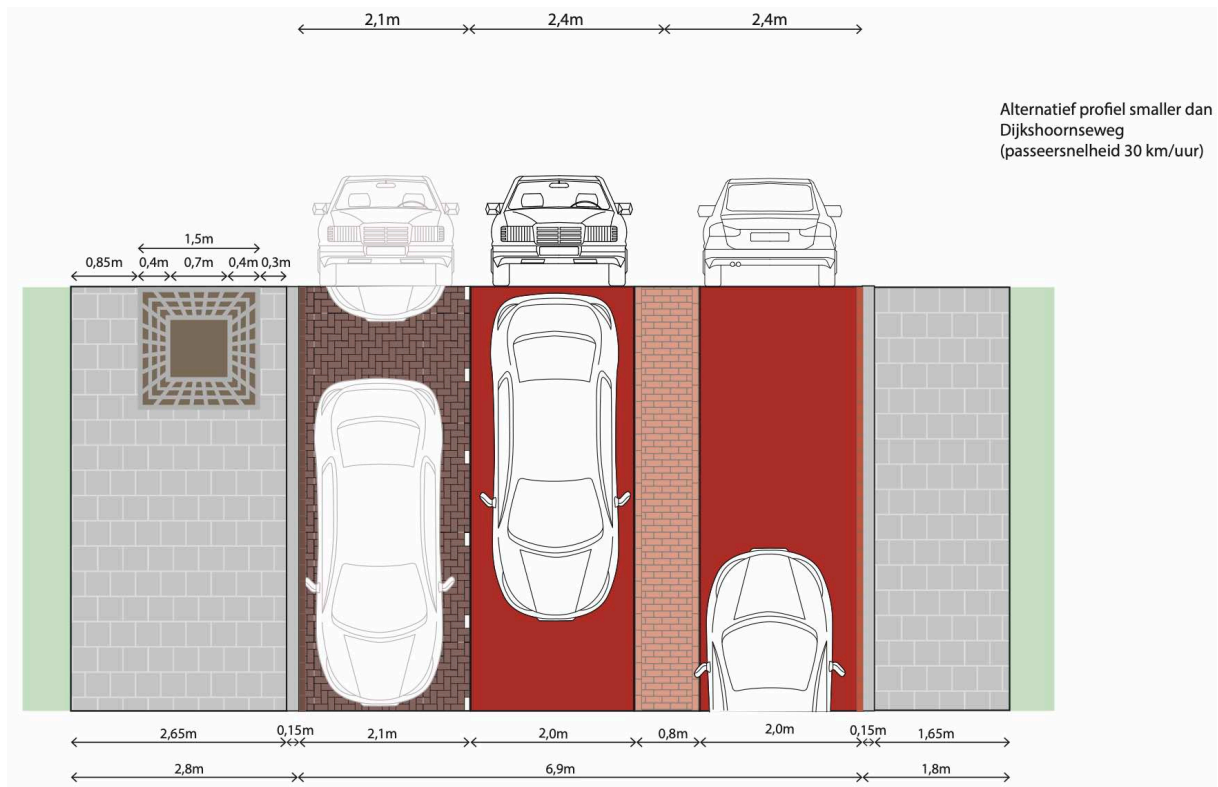 2,1m 2,4m 2,4m
Alternatief profiel smaller dan
Dijkshoornseweg
(passeersnelheid 30 km/uur)
1,5m
0,85m 0,4m 0,7m 0,4m 0,3m
2,65m 0,15m 2,1m 2,0m 0,8m 2,0m 0,15m 1,65m
2,8m 6,9m 1,8m